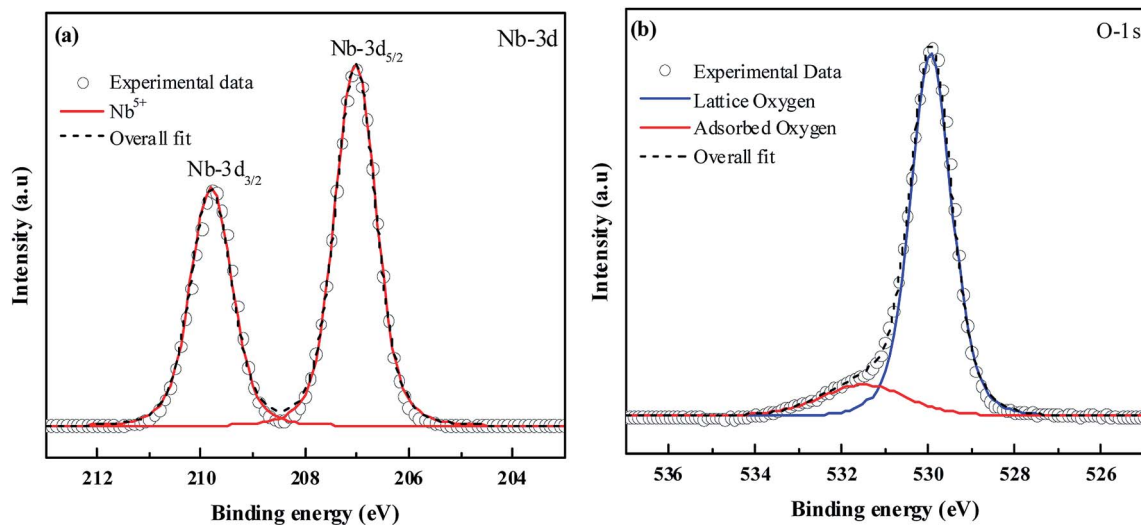 (a)
Nb-3d
Nb-3d5/2
Experimental data
Nb5+
Overall fit
Nb-3d3/2
Intensity (a.u)
212 210 208 206 204
Binding energy (eV)
(b)
O-1s
Experimental Data
Lattice Oxygen
Adsorbed Oxygen
Overall fit
Intensity (a.u)
536 534 532 530 528 526
Binding energy (eV)